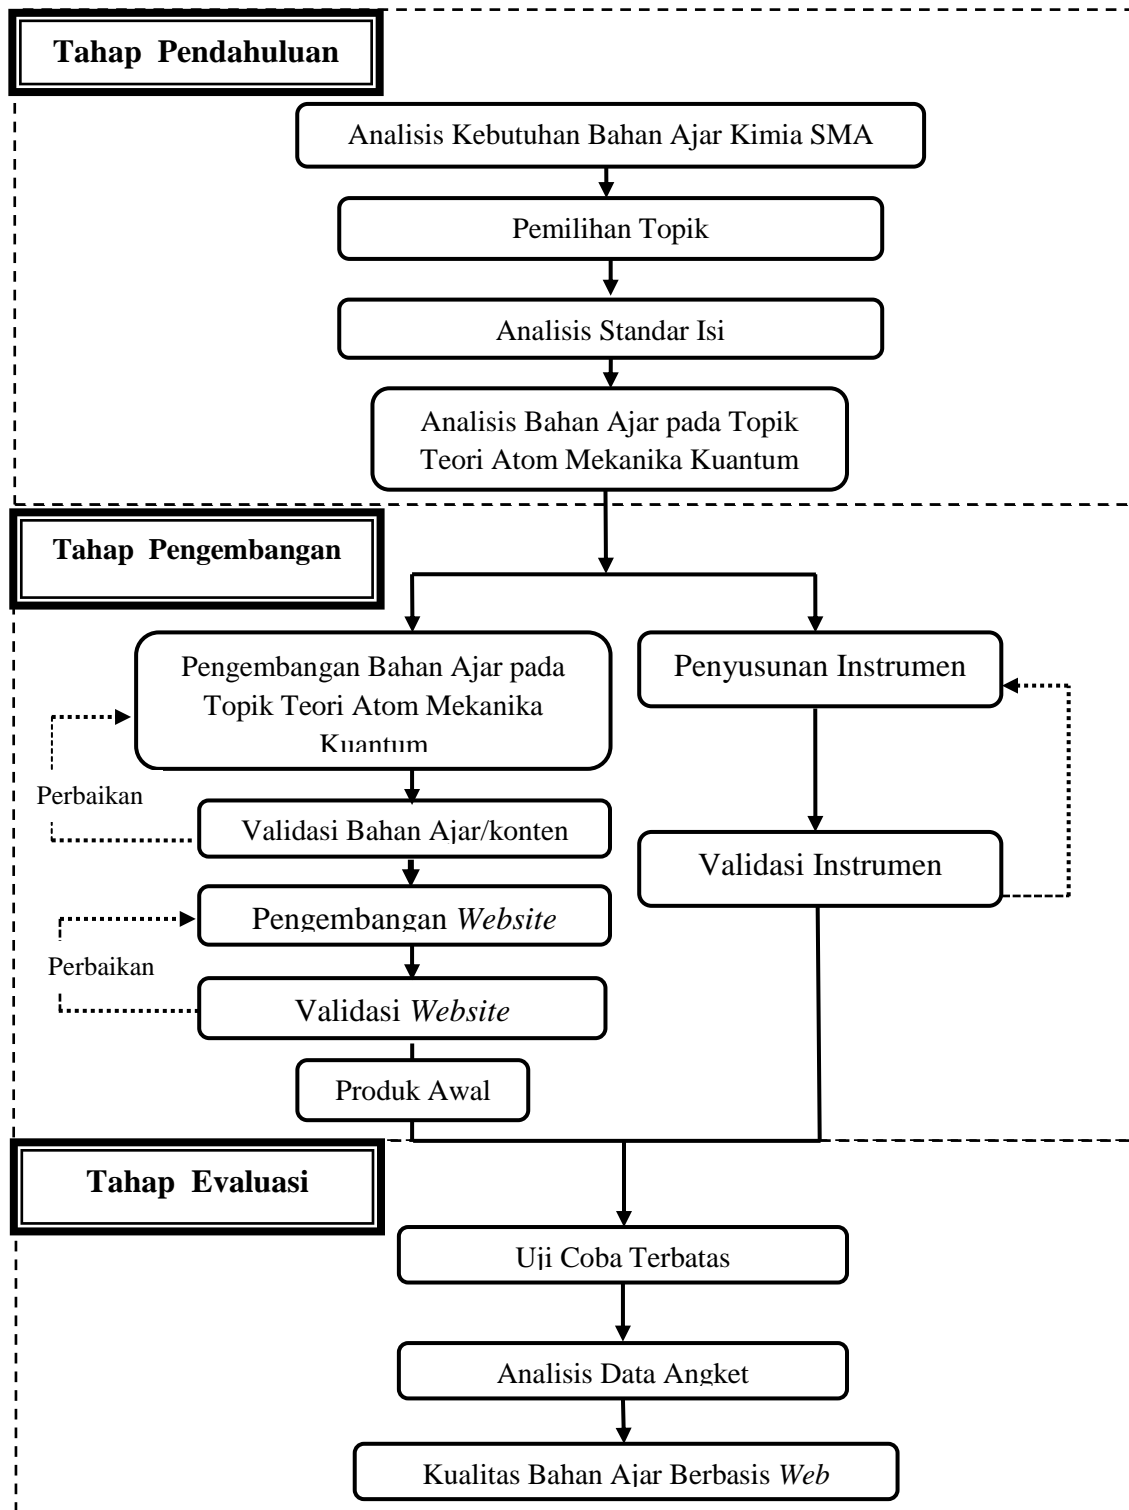 Tahap Pendahuluan
Analisis Kebutuhan Bahan Ajar Kimia SMA
Pemilihan Topik
Analisis Standar Isi
Analisis Bahan Ajar pada Topik
Teori Atom Mekanika Kuantum
Tahap Pengembangan
Pengembangan Bahan Ajar pada
Topik Teori Atom Mekanika
Kuantum
Penyusunan Instrumen
Perbaikan
Validasi Bahan Ajar/konten
Validasi Instrumen
Pengembangan Website
Perbaikan
Validasi Website
Produk Awal
Tahap Evaluasi
Uji Coba Terbatas
Analisis Data Angket
Kualitas Bahan Ajar Berbasis Web